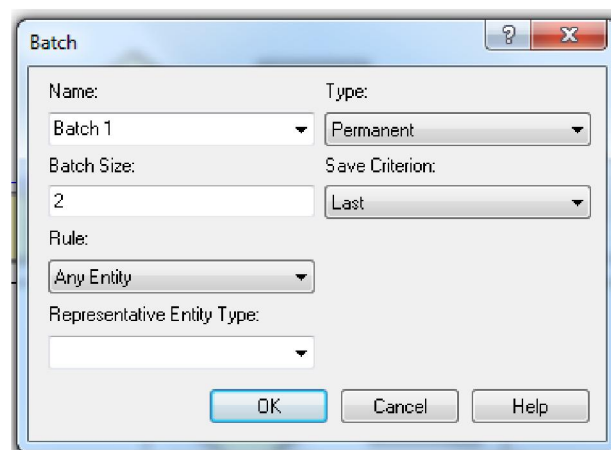 Batch
Name:
Type:
Batch 1
Permanent
Batch Size:
Save Criterion:
2
Last
Rule:
Any Entity
Representative Entity Type:
OK
Cancel
Help